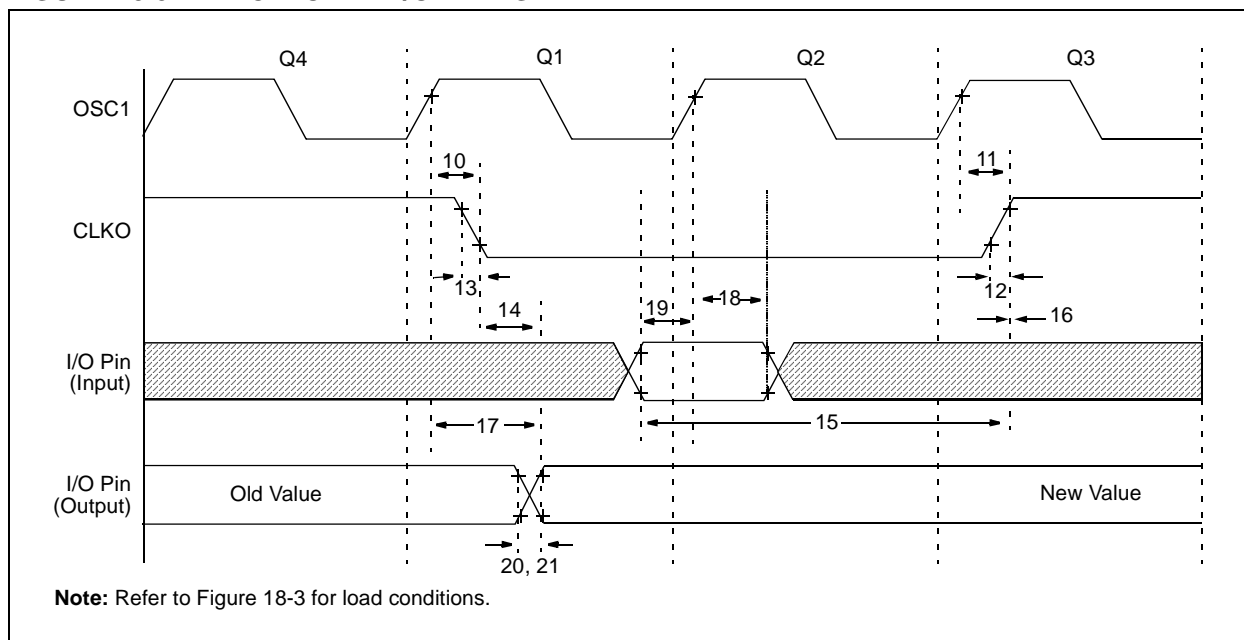 Q4 Q1 Q2 Q3
OSC1
10 11
CLKO
13 14 19 18 12 16
I/O Pin
(Input)
17 15
I/O Pin
(Output)
Old Value New Value
20, 21
Note: Refer to Figure 18-3 for load conditions.